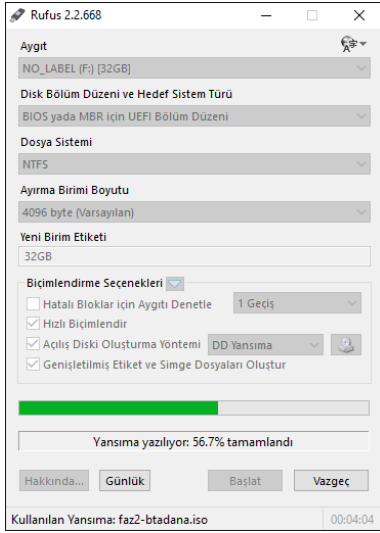 Rufus 2.2.668
Aygıt
NO_LABEL (F:) [32GB]
Disk Bölüm Düzeni ve Hedef Sistem Türü
BIOS yada MBR için UEFI Bölüm Düzeni
Dosya Sistemi
NTFS
Ayırma Birimi Boyutu
4096 byte (Varsayılan)
Yeni Birim Etiketi
32GB
Biçimlendirme Seçenekleri
Hatalı Bloklar için Aygıtı Denetle 1 Geçiş
Hızlı Biçimlendir
Açılış Diski Oluşturma Yöntemi DD Yansıma
Genişletilmiş Etiket ve Simge Dosyaları Oluştur
Yansıma yazılıyor: 56.7% tamamlandı
Hakkında... Günlük Başlat Vazgeç
Kullanılan Yansıma: faz2-btadana.iso 00:04:04